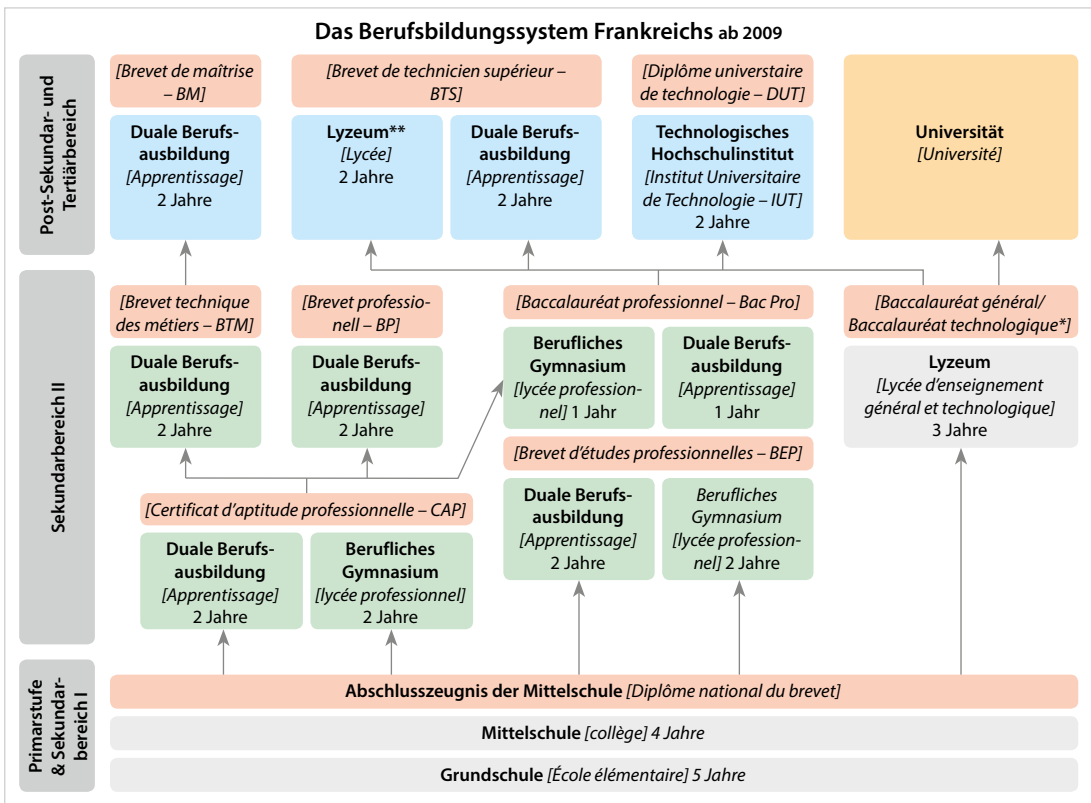 Das Berufsbildungssystem Frankreichs ab 2009
Post-Sekundar- und
Tertiärbereich
[Brevet de maîtrise
– BM]
Duale Berufs-
ausbildung
[Apprentissage]
2 Jahre
[Brevet de technicien supérieur –
BTS]
Lyzeum**
[Lycée]
2 Jahre
Duale Berufs-
ausbildung
[Apprentissage]
2 Jahre
[Diplôme universtaire
de technologie – DUT]
Technologisches
Hochschulinstitut
[Institut Universitaire
de Technologie – IUT]
2 Jahre
Universität
[Université]
Sekundarbereich II
[Brevet technique
des métiers – BTM]
Duale Berufs-
ausbildung
[Apprentissage]
2 Jahre
[Brevet professio-
nell – BP]
Duale Berufs-
ausbildung
[Apprentissage]
2 Jahre
[Baccalauréat professionnel – Bac Pro]
Berufliches
Gymnasium
[lycée profession-
nel] 1 Jahr
Duale Berufs-
ausbildung
[Apprentissage]
1 Jahr
[Baccalauréat général/
Baccalauréat technologique*]
Lyzeum
[Lycée d’enseignement
général et technologique]
3 Jahre
[Brevet d’études professionnelles – BEP]
Duale Berufs-
ausbildung
[Apprentissage]
2 Jahre
Berufliches
Gymnasium
[lycée profession-
nel] 2 Jahre
[Certificat d’aptitude professionnelle – CAP]
Duale Berufs-
ausbildung
[Apprentissage]
2 Jahre
Berufliches
Gymnasium
[lycée professionnel]
2 Jahre
Primarstufe
& Sekundar-
bereich I
Abschlusszeugnis der Mittelschule [Diplôme national du brevet]
Mittelschule [collège] 4 Jahre
Grundschule [École élémentaire] 5 Jahre